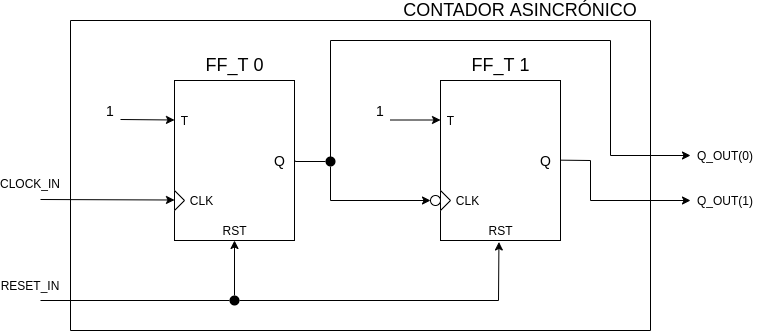 CONTADOR ASINCRÓNICO
FF_T 0
FF_T 1
1
T
1
T
Q
Q
Q_OUT(0)
CLOCK_IN
CLK
CLK
Q_OUT(1)
RST
RST
RESET_IN